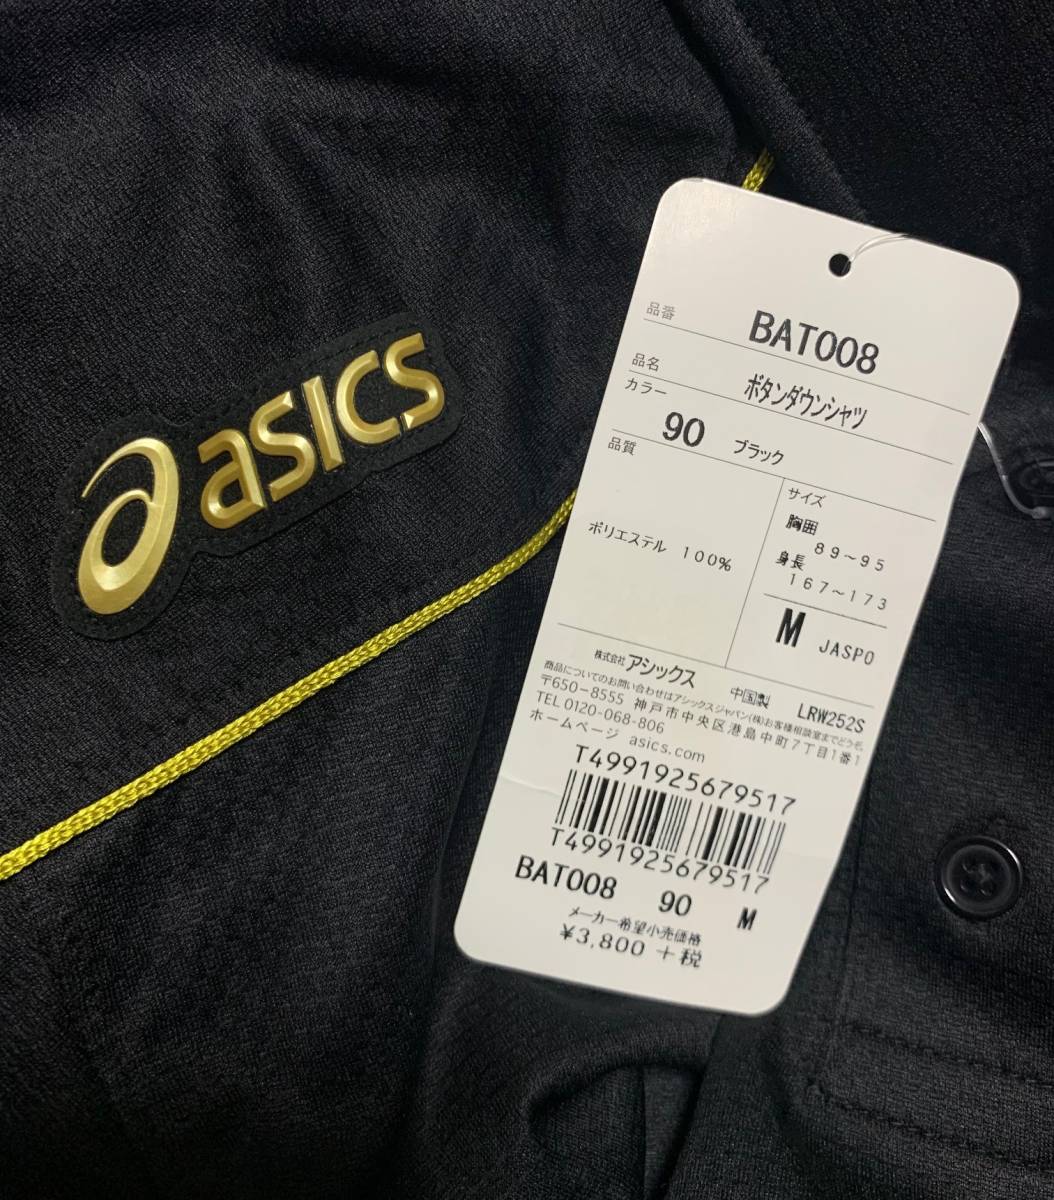 asics
品番 BAT008
品名 ボタンダウンシャツ
カラー 90 ブラック
品質
ポリエステル 100%
サイズ
胸囲
89~95
身長
167~173
M JASPO
株式会社アシックス 中国製 LRW252S
商品についてのお問い合わせはアシックスジャパン(株)お客様相談室までどうぞ。
〒650-8555 神戸市中央区港島中町7丁目1番1
TEL 0120-068-806
ホームページ asics.com
T4991925679517
T4991925679517
BAT008 90 M
メーカー希望小売価格
¥3,800 +税